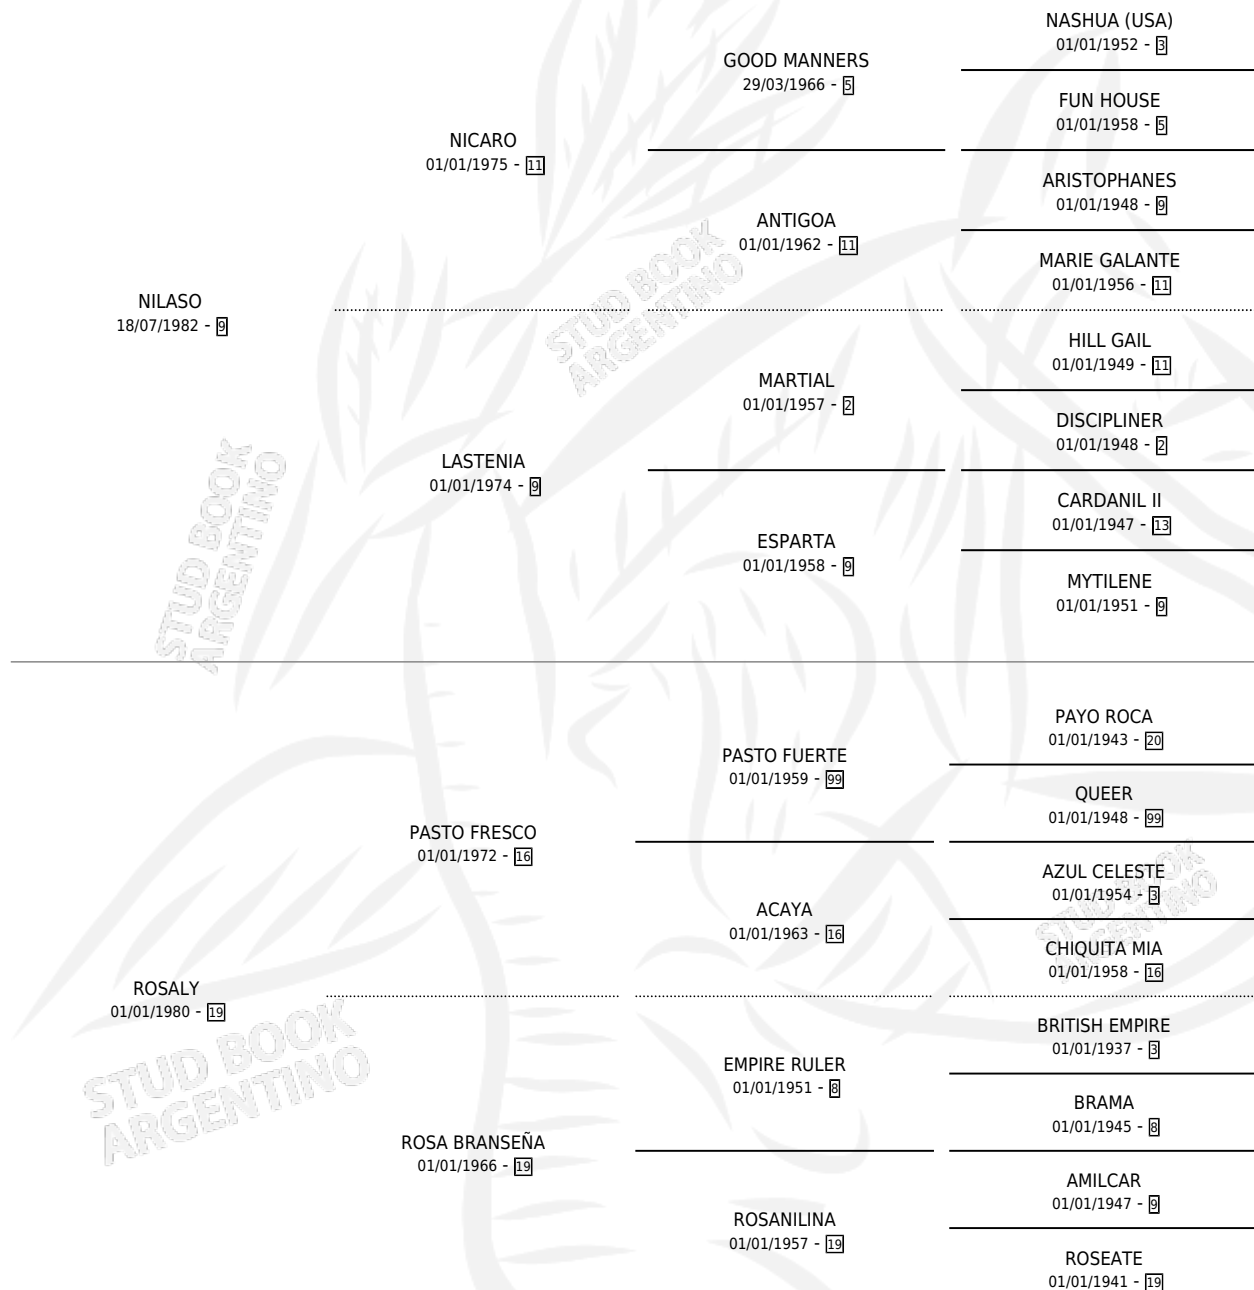 NASHUA (USA)
01/01/1952 - 3
GOOD MANNERS
29/03/1966 - 5
FUN HOUSE
01/01/1958 - 5
NICARO
01/01/1975 - 11
ARISTOPHANES
01/01/1948 - 9
ANTIGOA
01/01/1962 - 11
MARIE GALANTE
01/01/1956 - 11
NILASO
18/07/1982 - 9
HILL GAIL
01/01/1949 - 11
MARTIAL
01/01/1957 - 2
DISCIPLINER
01/01/1948 - 2
LASTENIA
01/01/1974 - 9
CARDANIL II
01/01/1947 - 13
ESPARTA
01/01/1958 - 9
MYTILENE
01/01/1951 - 9
PAYO ROCA
01/01/1943 - 20
PASTO FUERTE
01/01/1959 - 99
QUEER
01/01/1948 - 99
PASTO FRESCO
01/01/1972 - 16
AZUL CELESTE
01/01/1954 - 3
ACAYA
01/01/1963 - 16
CHIQUITA MIA
01/01/1958 - 16
ROSALY
01/01/1980 - 19
BRITISH EMPIRE
01/01/1937 - 3
EMPIRE RULER
01/01/1951 - 8
BRAMA
01/01/1945 - 8
ROSA BRANSEÑA
01/01/1966 - 19
AMILCAR
01/01/1947 - 9
ROSANILINA
01/01/1957 - 19
ROSEATE
01/01/1941 - 19
STUD BOOK
ARGENTINO
STUD BOOK
ARGENTINO
STUD BOOK
ARGENTINO
STUD BOOK
ARGENTINO